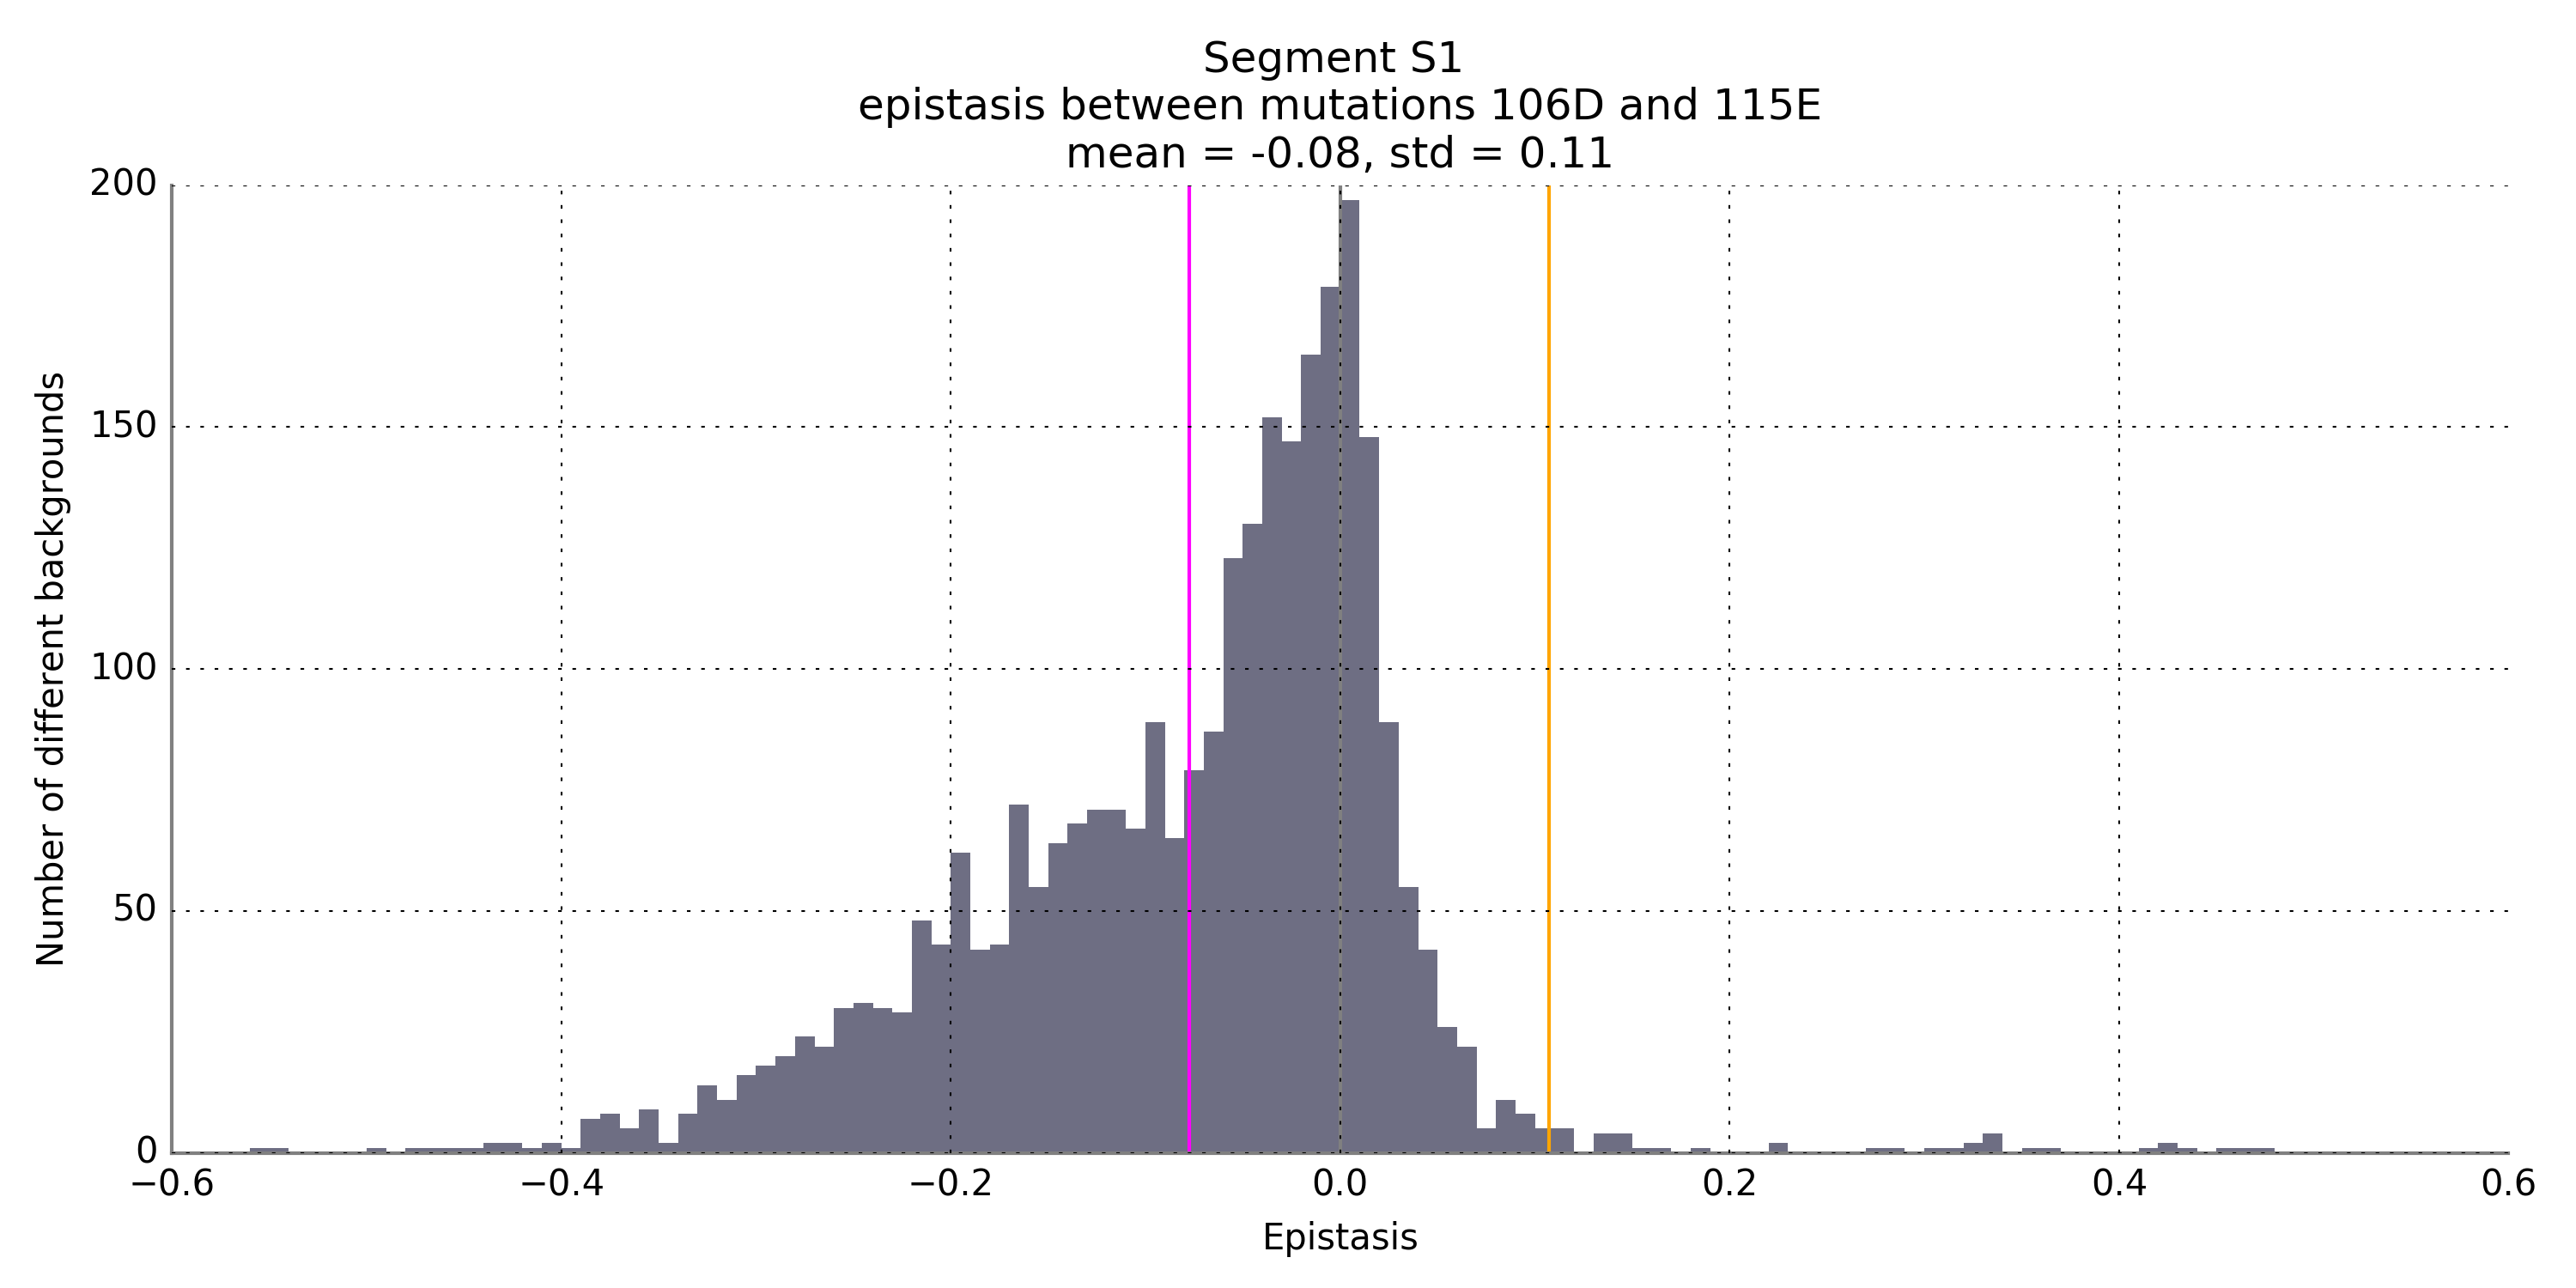 Segment S1
epistasis between mutations 106D and 115E
mean = -0.08, std = 0.11
200
150
100
50
0
Number of different backgrounds
−0.6 −0.4 −0.2 0.0 0.2 0.4 0.6
Epistasis